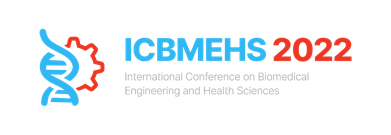 ICBMEHS 2022
International Conference on Biomedical
Engineering and Health Sciences